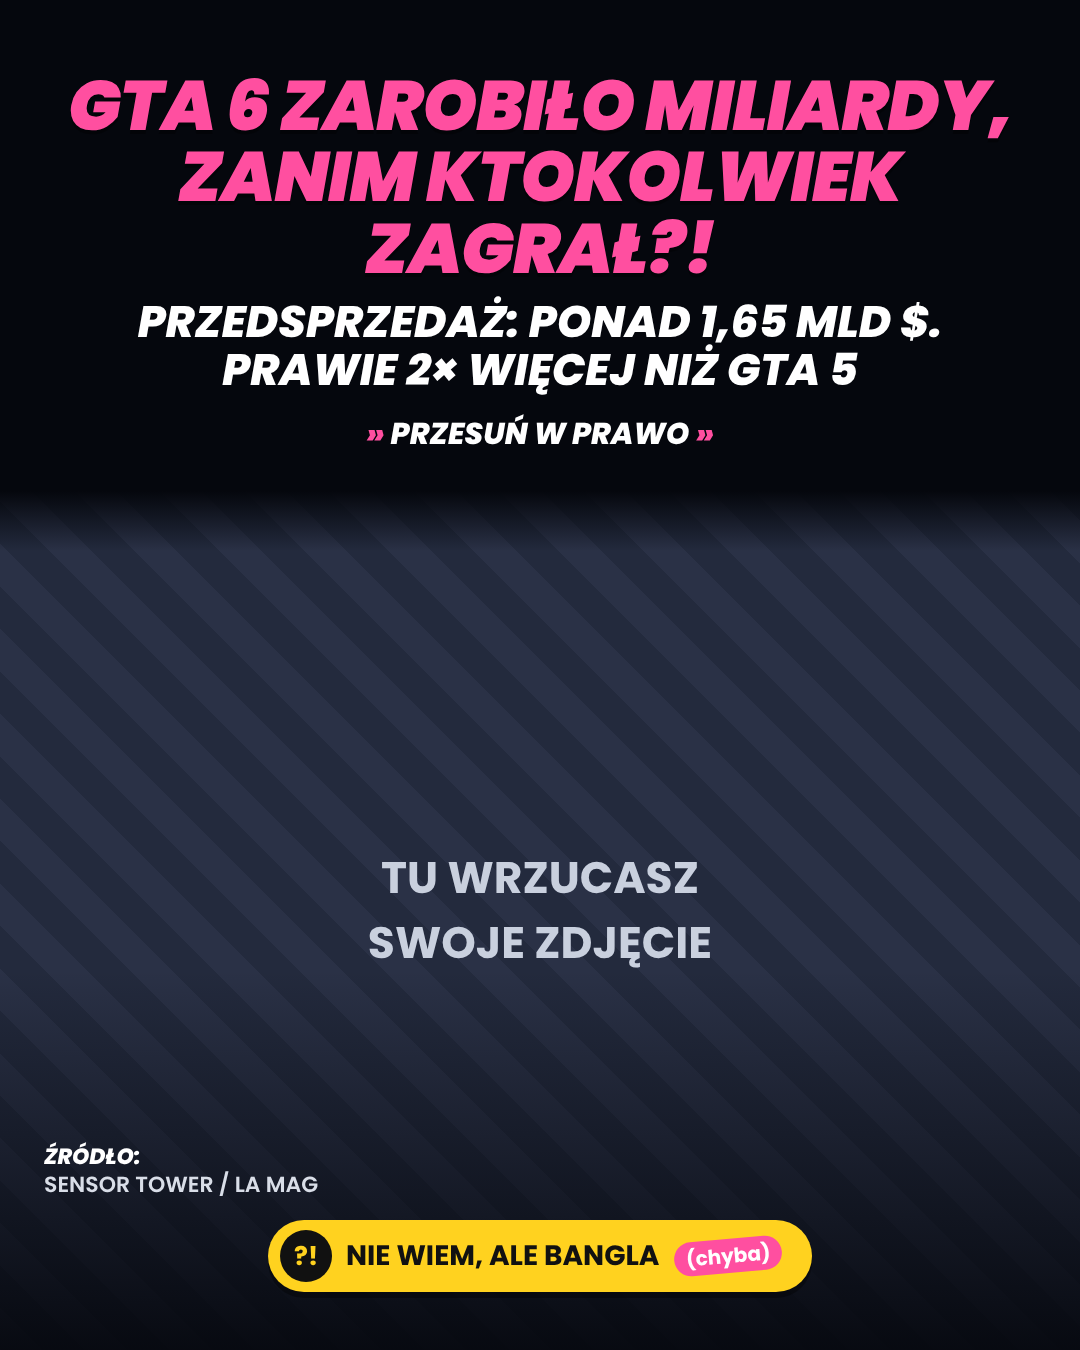 GTA 6 ZAROBIŁO MILIARDY,
ZANIM KTOKOLWIEK
ZAGRAŁ?!
PRZEDSPRZEDAŻ: PONAD 1,65 MLD $.
PRAWIE 2× WIĘCEJ NIŻ GTA 5
» PRZESUŃ W PRAWO »
TU WRZUCASZ
SWOJE ZDJĘCIE
ŹRÓDŁO:
SENSOR TOWER / LA MAG
?! NIE WIEM, ALE BANGLA (chyba)